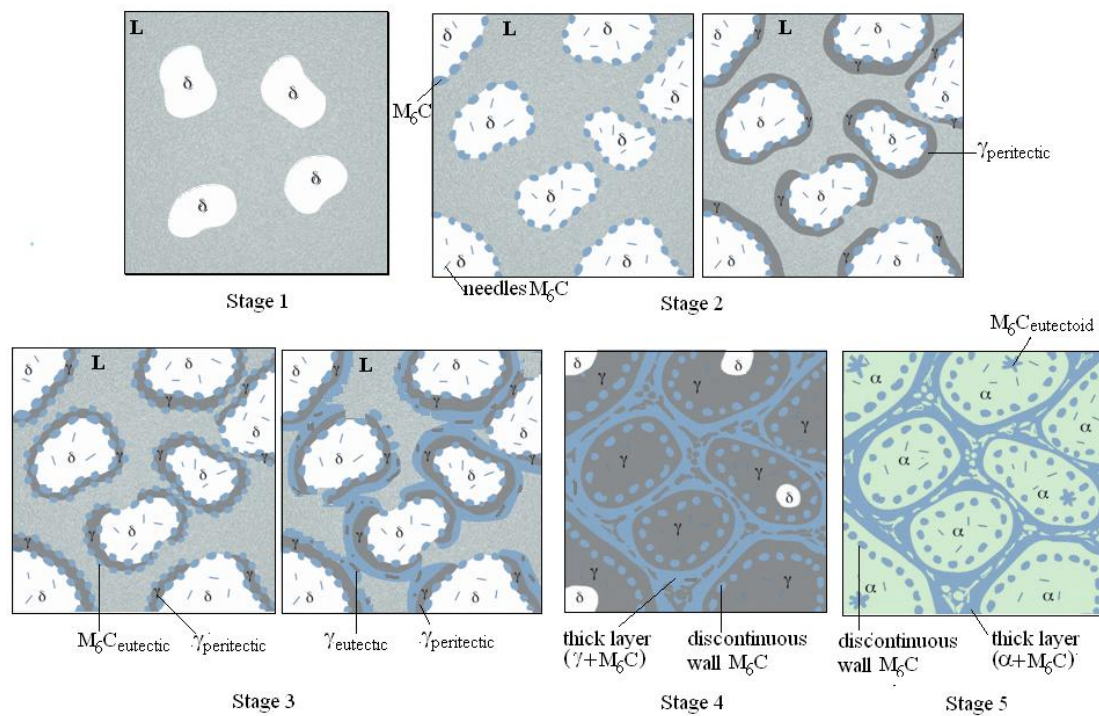 L
δ
δ
δ
δ
Stage 1
L
δ
δ
δ
δ
δ
δ
δ
δ
M₆C
needles M₆C
L
δ
γ
δ
γ
δ
δ
γ
γ
δ
γ
δ
γ
γ
δ
δ
γ
γ
δ
γperitectic
Stage 2
L
δ
γ
δ
γ
δ
γ
δ
γ
δ
γ
δ
γ
δ
γ
δ
M₆Ceutectic
γperitectic
L
δ
γ
δ
γ
δ
γ
δ
γ
δ
γ
δ
γ
δ
γ
δ
γeutectic
γperitectic
Stage 3
δ
γ
δ
γ
γ
γ
γ
δ
γ
γ
γ
δ
thick layer
(γ+M₆C)
discontinuous
wall M₆C
Stage 4
M₆Ceutectoid
α
α
α
α
α
α
α
α
discontinuous
wall M₆C
thick layer
(α+M₆C)
Stage 5